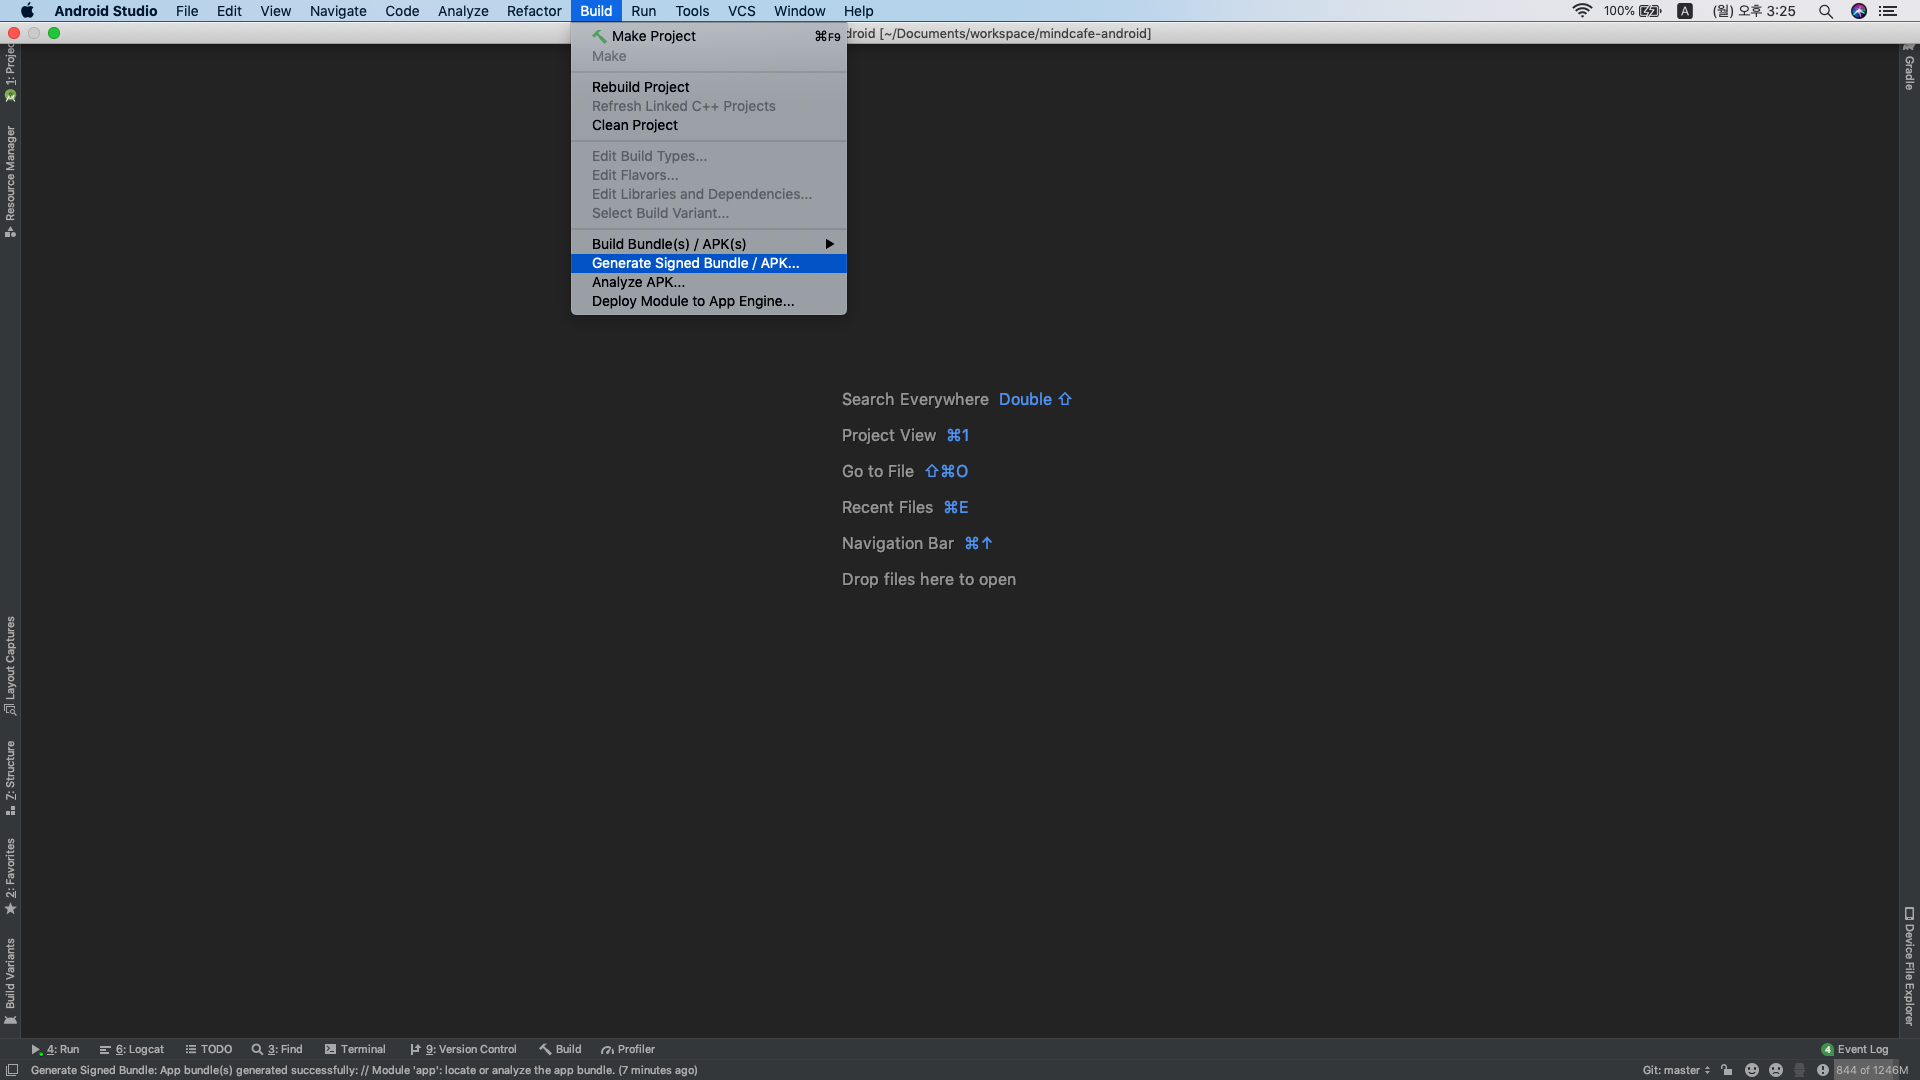 Android Studio File Edit View Navigate Code Analyze Refactor Build Run Tools VCS Window Help 100% A (월) 오후 3:25
droid [~/Documents/workspace/mindcafe-android]
Make Project ⌘F9
Make
Rebuild Project
Refresh Linked C++ Projects
Clean Project
Edit Build Types...
Edit Flavors...
Edit Libraries and Dependencies...
Select Build Variant...
Build Bundle(s) / APK(s)
Generate Signed Bundle / APK...
Analyze APK...
Deploy Module to App Engine...
1: Project
Resource Manager
Layout Captures
Z: Structure
2: Favorites
Build Variants
Search Everywhere Double ⇧
Project View ⌘1
Go to File ⇧⌘O
Recent Files ⌘E
Navigation Bar ⌘↑
Drop files here to open
Gradle
Device File Explorer
4: Run 6: Logcat TODO 3: Find Terminal 9: Version Control Build Profiler 4 Event Log
Generate Signed Bundle: App bundle(s) generated successfully: // Module 'app': locate or analyze the app bundle. (7 minutes ago) Git: master 844 of 1246M